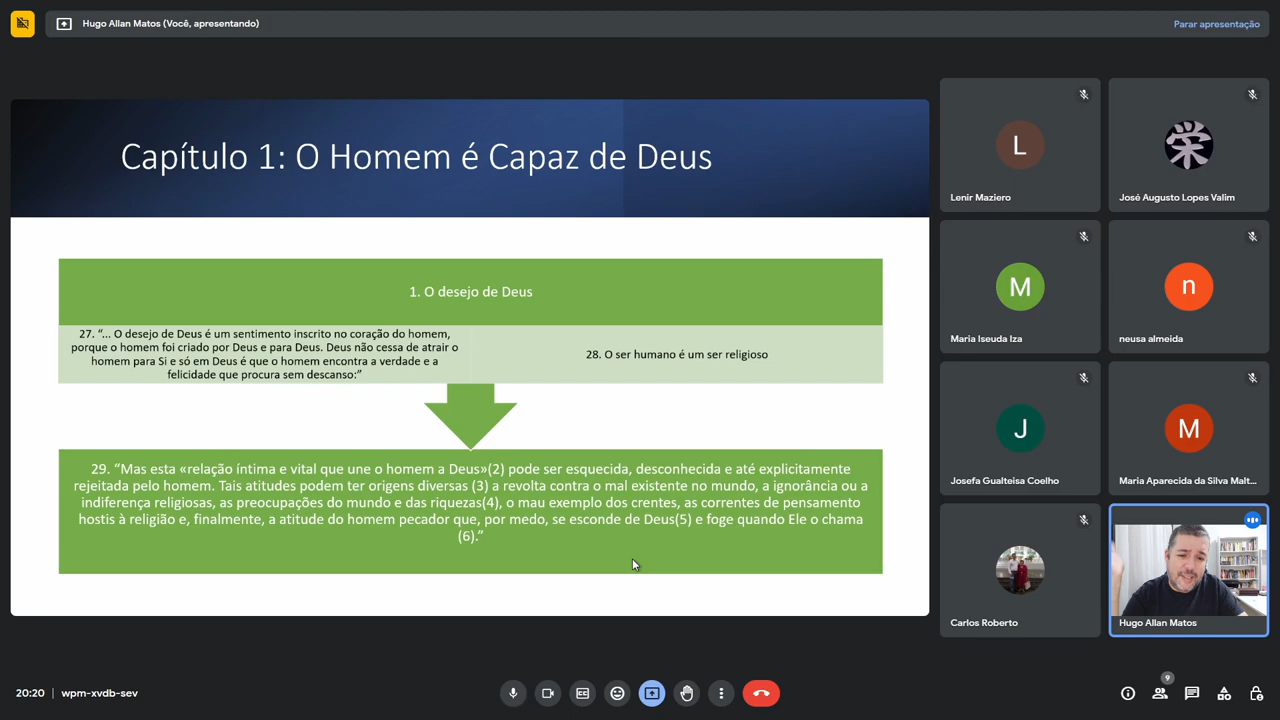 Hugo Allan Matos (Você, apresentando)
Parar apresentação
Capítulo 1: O Homem é Capaz de Deus
1. O desejo de Deus
27. “... O desejo de Deus é um sentimento inscrito no coração do homem,
porque o homem foi criado por Deus e para Deus. Deus não cessa de atrair o
homem para Si e só em Deus é que o homem encontra a verdade e a
felicidade que procura sem descanso:”
28. O ser humano é um ser religioso
29. “Mas esta «relação íntima e vital que une o homem a Deus»(2) pode ser esquecida, desconhecida e até explicitamente
rejeitada pelo homem. Tais atitudes podem ter origens diversas (3) a revolta contra o mal existente no mundo, a ignorância ou a
indiferença religiosas, as preocupações do mundo e das riquezas(4), o mau exemplo dos crentes, as correntes de pensamento
hostis à religião e, finalmente, a atitude do homem pecador que, por medo, se esconde de Deus(5) e foge quando Ele o chama
(6).”
L
Lenir Maziero
栄
José Augusto Lopes Valim
M
Maria Iseuda Iza
n
neusa almeida
J
Josefa Gualteisa Coelho
M
Maria Aparecida da Silva Malt...
Carlos Roberto
Hugo Allan Matos
20:20 | wpm-xvdb-sev
9